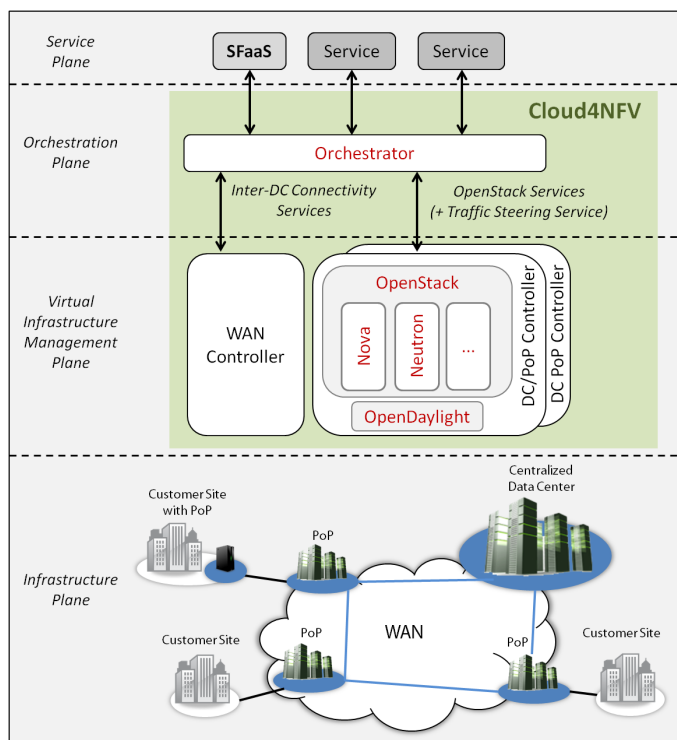 Service
Plane
SFaaS
Service
Service
Cloud4NFV
Orchestration
Plane
Orchestrator
Inter-DC Connectivity
Services
OpenStack Services
(+ Traffic Steering Service)
Virtual
Infrastructure
Management
Plane
WAN
Controller
OpenStack
Nova
Neutron
...
OpenDaylight
DC/PoP Controller
DC PoP Controller
Infrastructure
Plane
Customer Site
with PoP
PoP
Centralized
Data Center
WAN
Customer Site
PoP
PoP
Customer Site